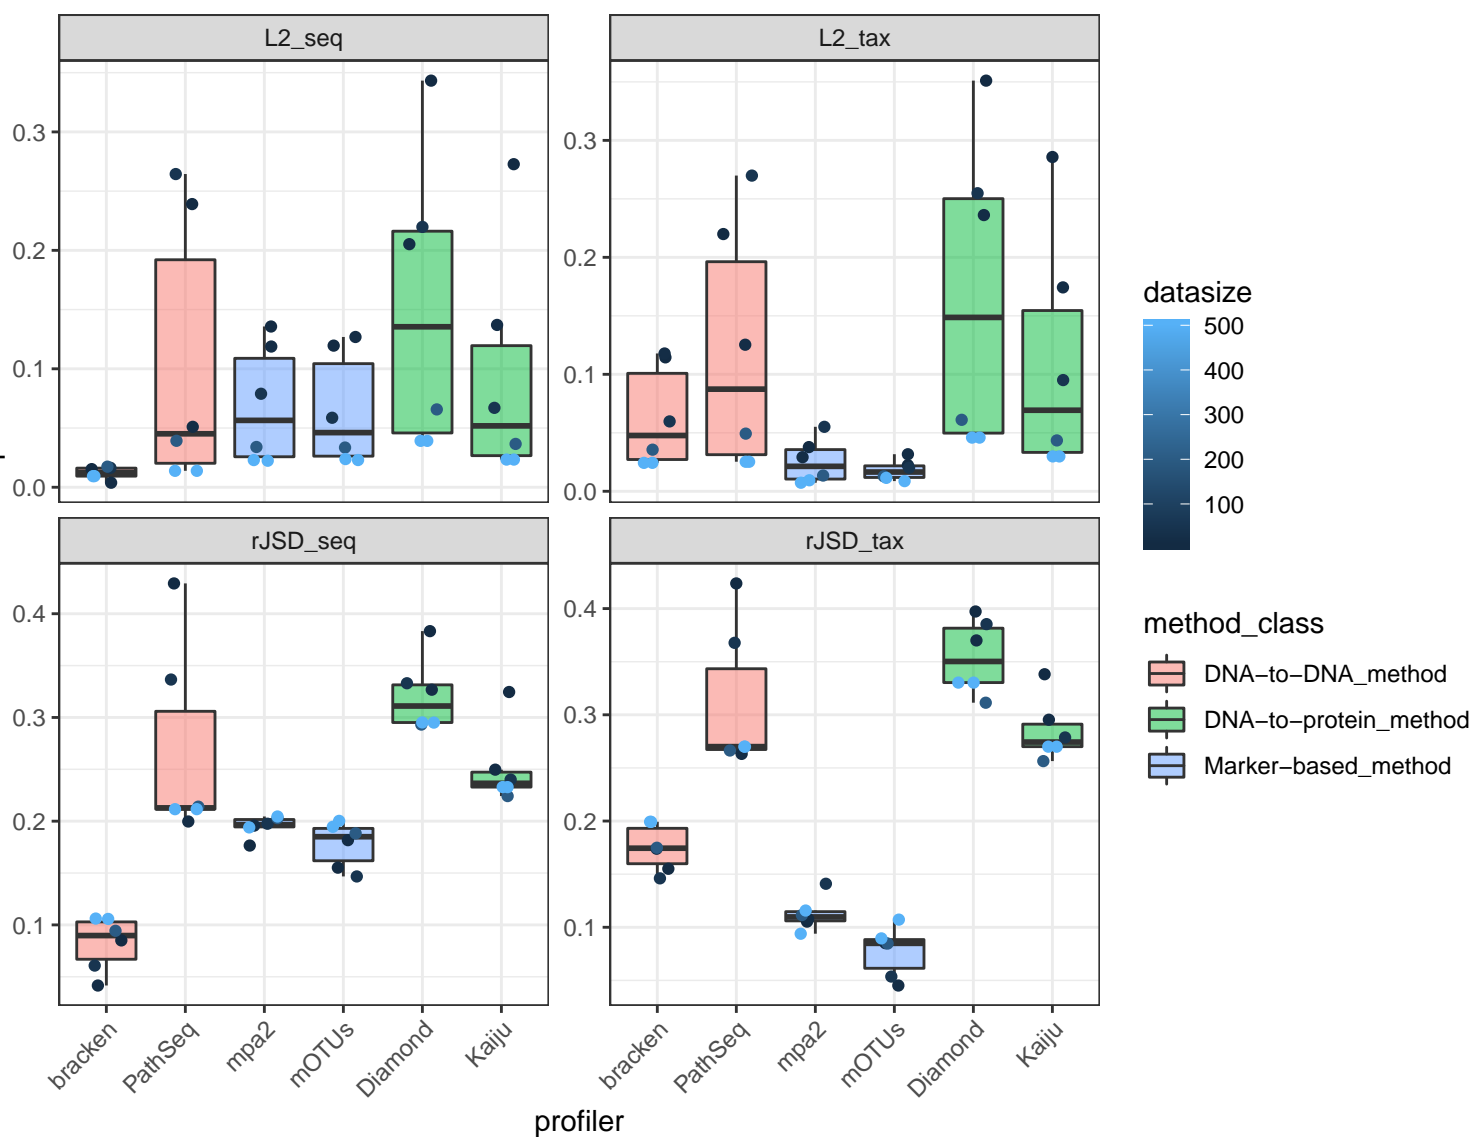 L2_seq
L2_tax
0.3
0.2
0.1
0.0
0.3
0.2
0.1
0.0
rJSD_seq
rJSD_tax
0.4
0.3
0.2
0.1
0.4
0.3
0.2
0.1
bracken
PathSeq
mpa2
mOTUs
Diamond
Kaiju
bracken
PathSeq
mpa2
mOTUs
Diamond
Kaiju
profiler
datasize
500
400
300
200
100
method_class
DNA−to−DNA_method
DNA−to−protein_method
Marker−based_method